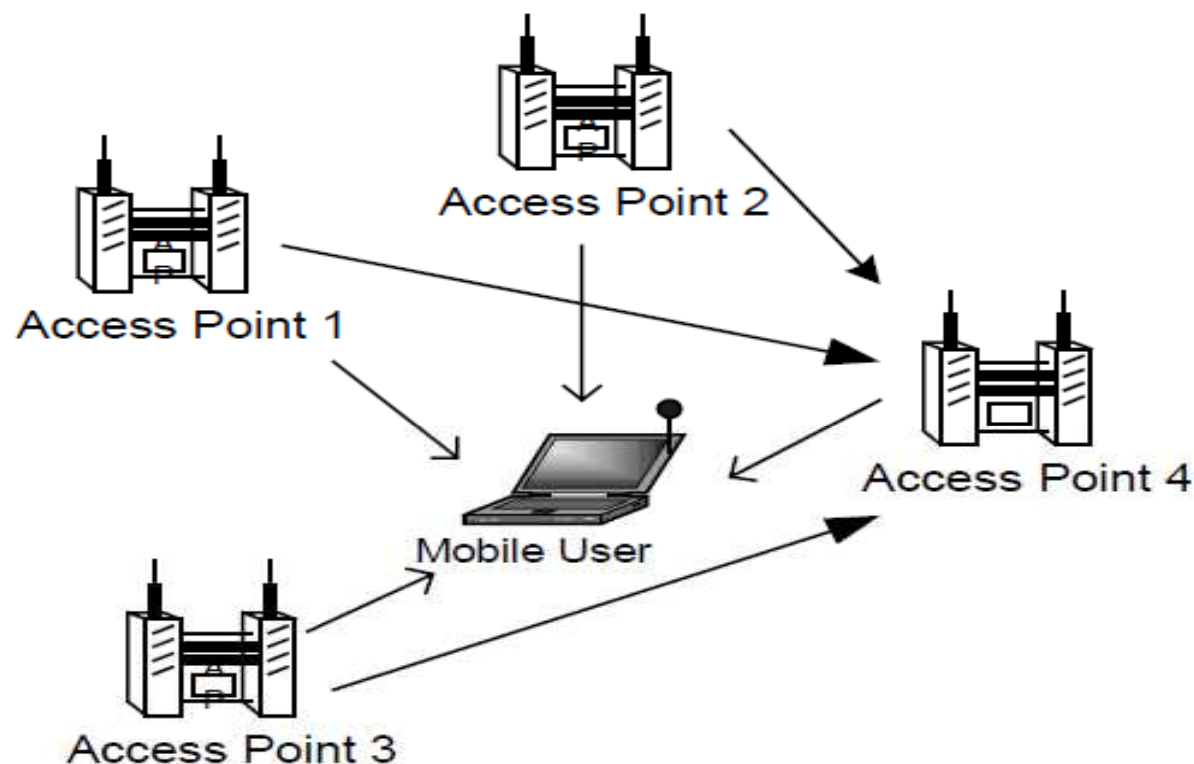 Access Point 2
Access Point 1
Access Point 4
Mobile User
Access Point 3